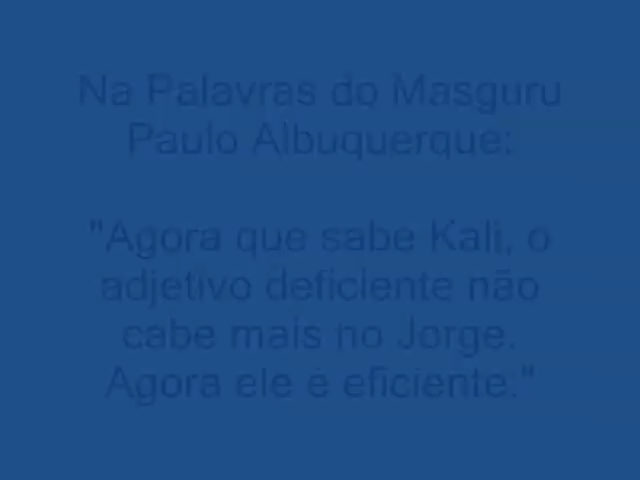 Na Palavras do Masguru
Paulo Albuquerque:
"Agora que sabe Kali, o
adjetivo deficiente não
cabe mais no Jorge.
Agora ele e eficiente."